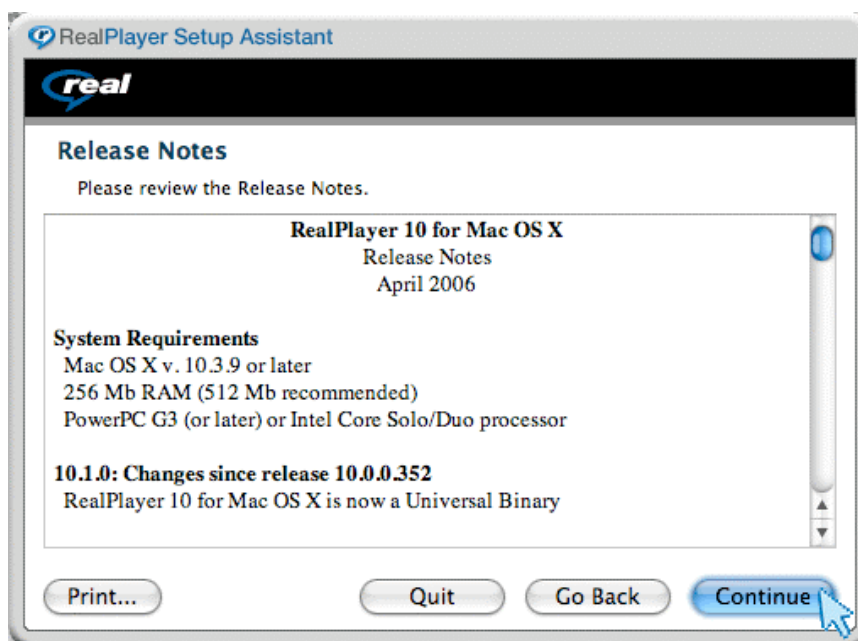 RealPlayer Setup Assistant
real
Release Notes
Please review the Release Notes.
RealPlayer 10 for Mac OS X
Release Notes
April 2006
System Requirements
Mac OS X v. 10.3.9 or later
256 Mb RAM (512 Mb recommended)
PowerPC G3 (or later) or Intel Core Solo/Duo processor
10.1.0: Changes since release 10.0.0.352
RealPlayer 10 for Mac OS X is now a Universal Binary
Print... Quit Go Back Continue